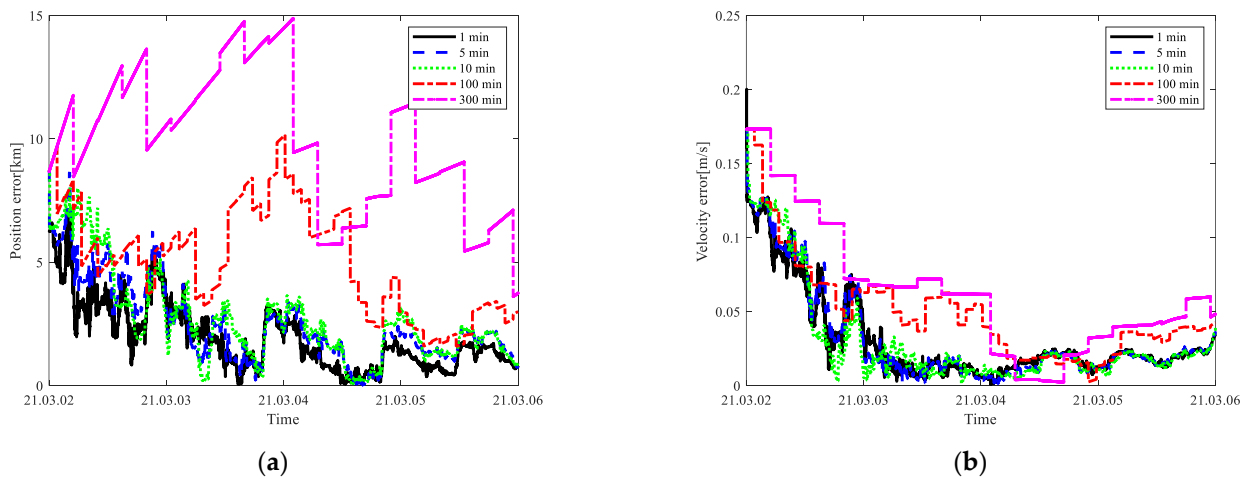 Position error[km]
15
10
5
0
1 min
5 min
10 min
100 min
300 min
21.03.02 21.03.03 21.03.04 21.03.05 21.03.06
Time
(a)
Velocity error[m/s]
0.25
0.2
0.15
0.1
0.05
0
1 min
5 min
10 min
100 min
300 min
21.03.02 21.03.03 21.03.04 21.03.05 21.03.06
Time
(b)